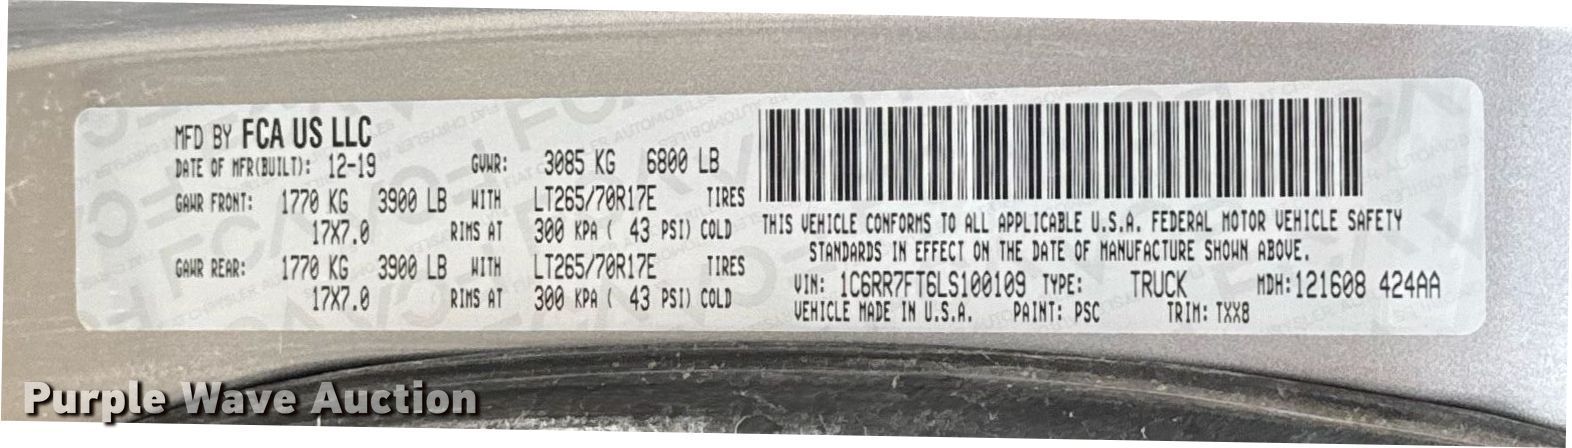 MFD BY FCA US LLC
DATE OF MFR(BUILT): 12-19 GVWR: 3085 KG 6800 LB
GAWR FRONT: 1770 KG 3900 LB WITH LT265/70R17E TIRES
17X7.0 RIMS AT 300 KPA ( 43 PSI) COLD
GAWR REAR: 1770 KG 3900 LB WITH LT265/70R17E TIRES
17X7.0 RIMS AT 300 KPA ( 43 PSI) COLD
THIS VEHICLE CONFORMS TO ALL APPLICABLE U.S.A. FEDERAL MOTOR VEHICLE SAFETY
STANDARDS IN EFFECT ON THE DATE OF MANUFACTURE SHOWN ABOVE.
VIN: 1C6RR7FT6LS100109 TYPE: TRUCK MDH: 121608 424AA
VEHICLE MADE IN U.S.A. PAINT: PSC TRIM: TXX8
Purple Wave Auction